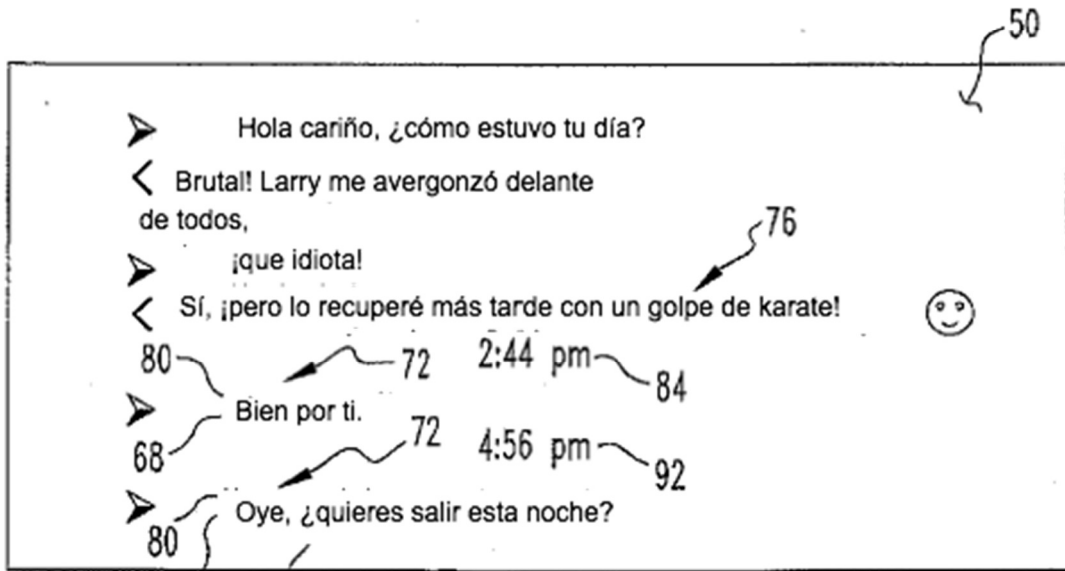 50
Hola cariño, ¿cómo estuvo tu día?
Brutal! Larry me avergonzó delante
de todos,
76
¡que idiota!
Sí, ¡pero lo recuperé más tarde con un golpe de karate!
80 72 2:44 pm 84
Bien por ti.
68 72 4:56 pm 92
Oye, ¿quieres salir esta noche?
80